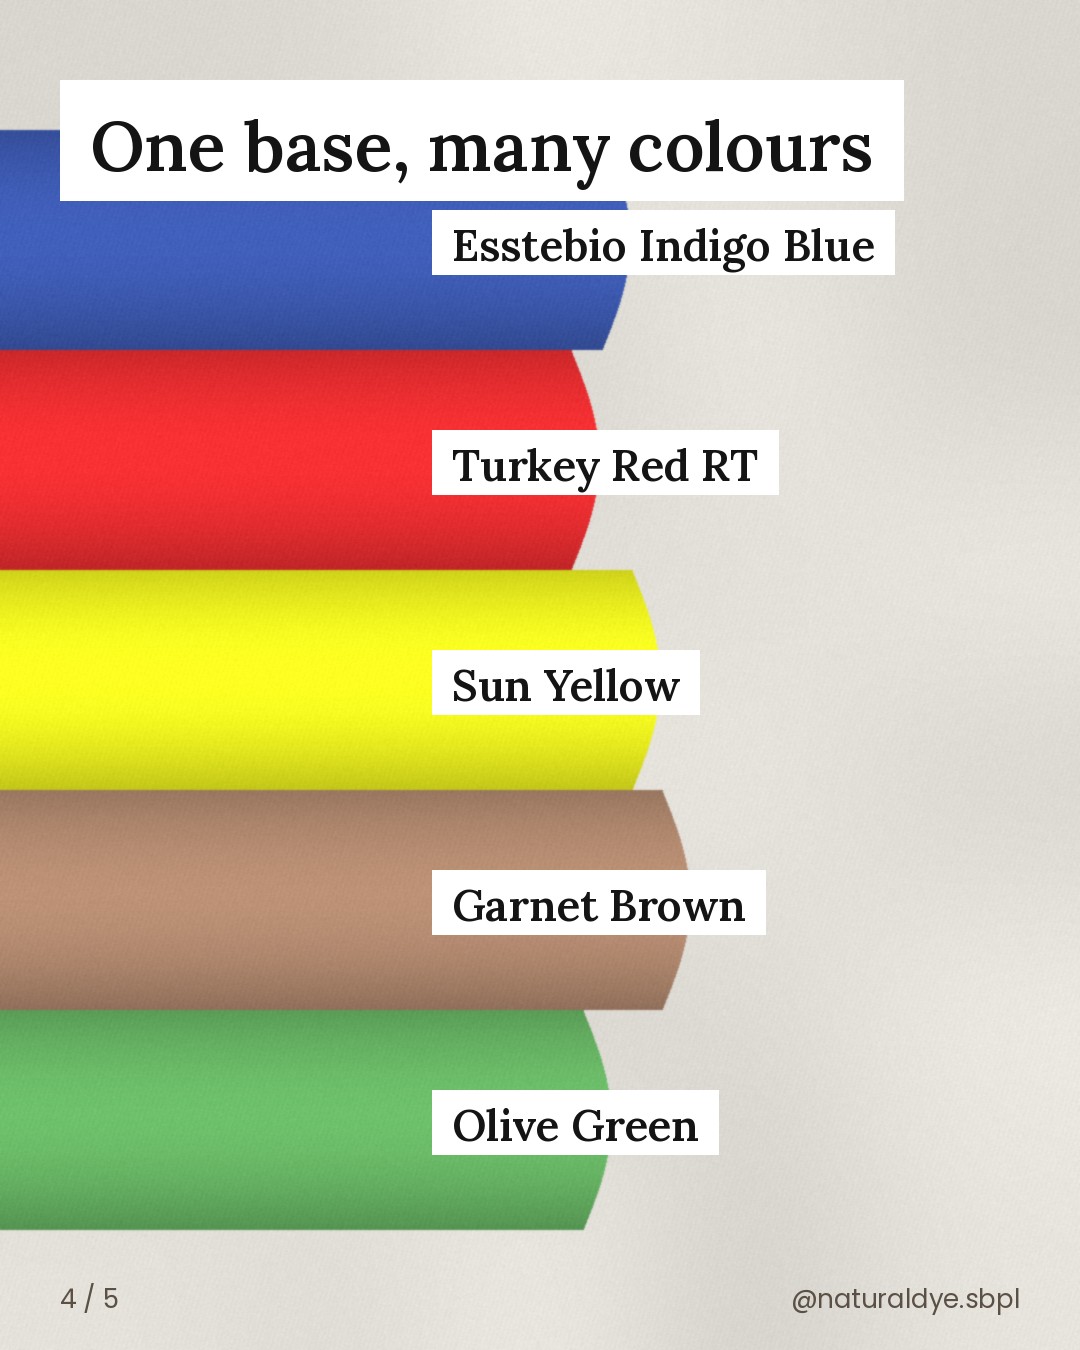 One base, many colours
Esstebio Indigo Blue
Turkey Red RT
Sun Yellow
Garnet Brown
Olive Green
4 / 5
@naturaldye.sbpl